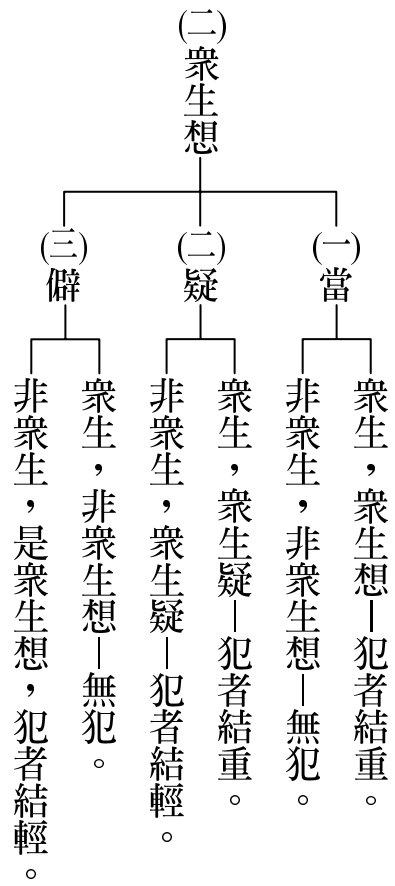 (二)衆生想
(一)當
衆生，衆生想—犯者結重。
非衆生，非衆生想—無犯。
(二)疑
衆生，衆生疑—犯者結重。
非衆生，衆生疑—犯者結輕。
(三)僻
衆生，非衆生想—無犯。
非衆生，是衆生想，犯者結輕。